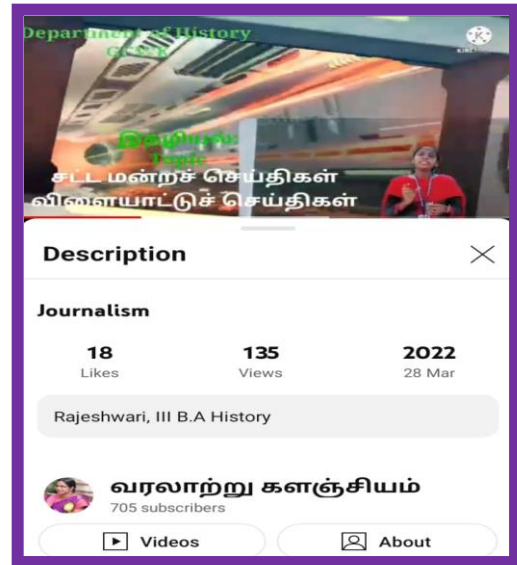 Department of History
GCWK
இதழியல்:
Topic
சட்ட மன்றச் செய்திகள்
விளையாட்டுச் செய்திகள்
Description
Journalism
18
135
2022
Likes
Views
28 Mar
Rajeshwari, III B.A History
வரலாற்று களஞ்சியம்
705 subscribers
Videos
About